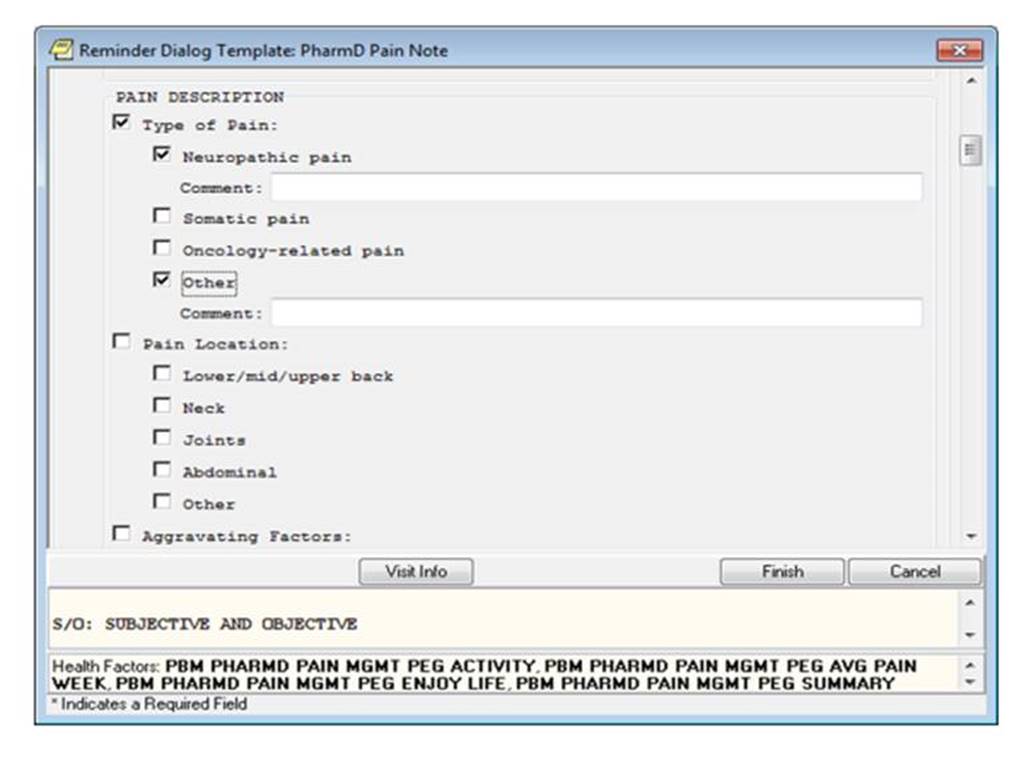 Reminder Dialog Template: PharmD Pain Note
PAIN DESCRIPTION
Type of Pain:
Neuropathic pain
Comment:
Somatic pain
Oncology-related pain
Other
Comment:
Pain Location:
Lower/mid/upper back
Neck
Joints
Abdominal
Other
Aggravating Factors:
Visit Info Finish Cancel
S/O: SUBJECTIVE AND OBJECTIVE
Health Factors: PBM PHARMD PAIN MGMT PEG ACTIVITY, PBM PHARMD PAIN MGMT PEG AVG PAIN
WEEK, PBM PHARMD PAIN MGMT PEG ENJOY LIFE, PBM PHARMD PAIN MGMT PEG SUMMARY
* Indicates a Required Field